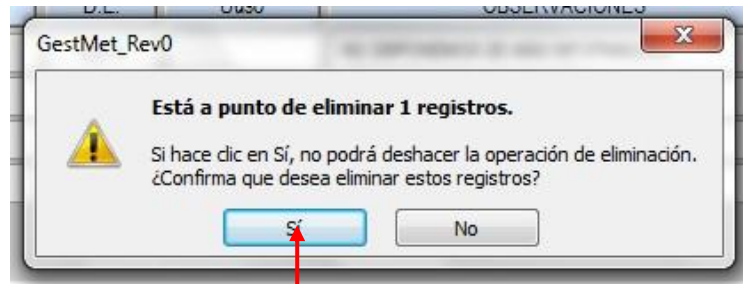 D.E.
Uuso
OBSERVACIONES
GestMet_Rev0
Está a punto de eliminar 1 registros.
Si hace clic en Sí, no podrá deshacer la operación de eliminación.
¿Confirma que desea eliminar estos registros?
Sí
No